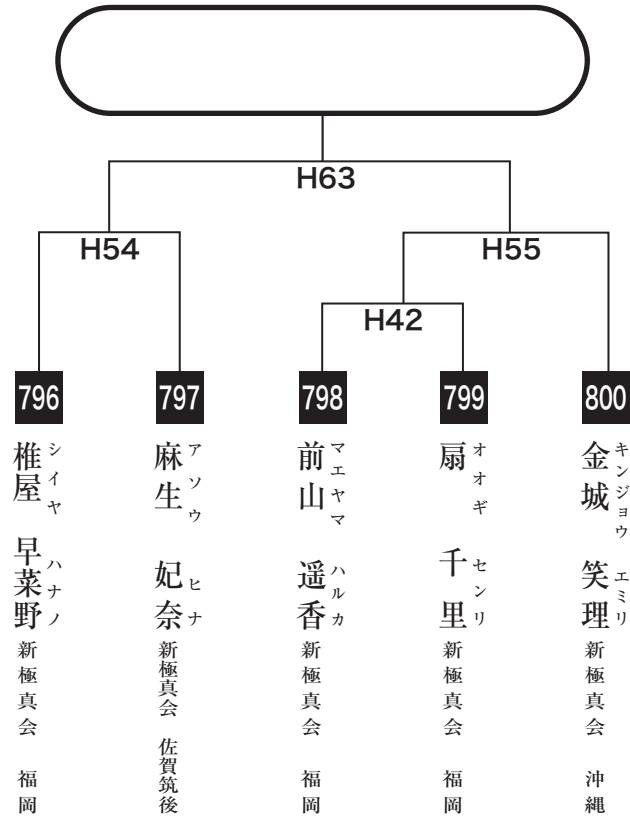 H63
H54
H55
H42
796
797
798
799
800
椎屋 早菜野
シイヤ ハナノ
新極真会 福岡
麻生 妃奈
アソウ ヒナ
新極真会 佐賀筑後
前山 遥香
マエヤマ ハルカ
新極真会 福岡
扇 千里
オオギ センリ
新極真会 福岡
金城 笑理
キンジョウ エミリ
新極真会 沖縄